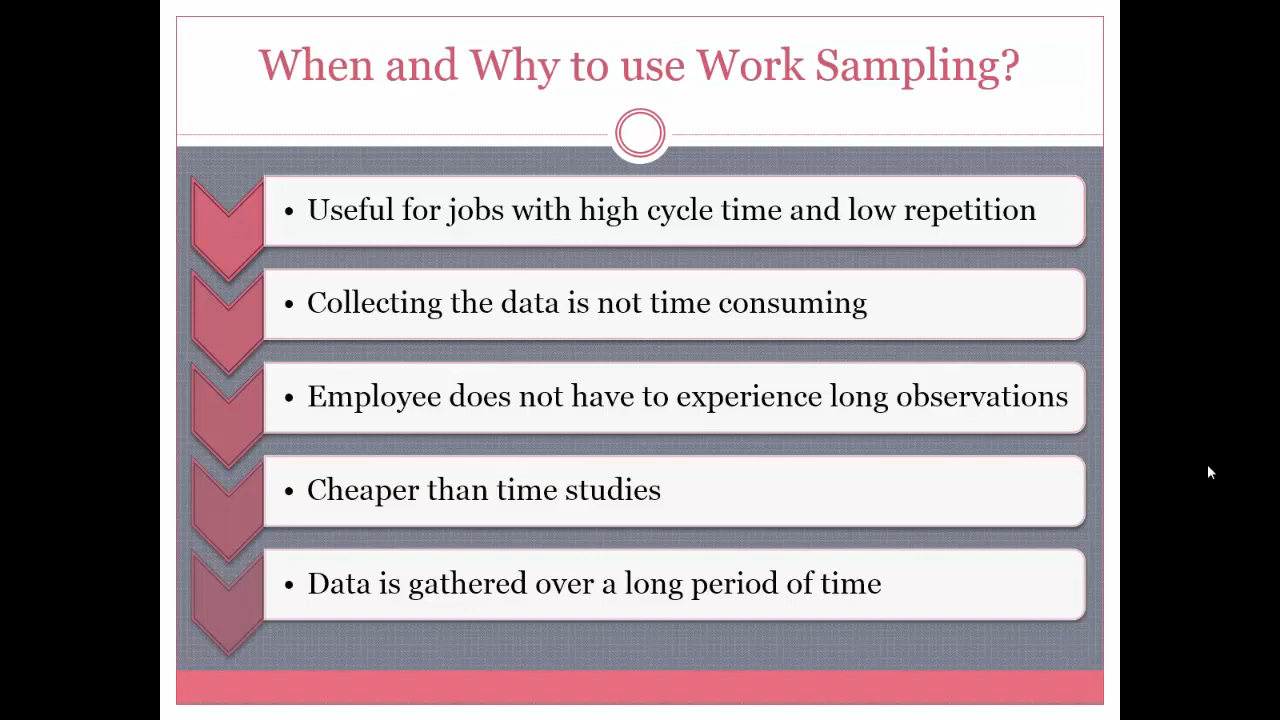 When and Why to use Work Sampling?
• Useful for jobs with high cycle time and low repetition
• Collecting the data is not time consuming
• Employee does not have to experience long observations
• Cheaper than time studies
• Data is gathered over a long period of time